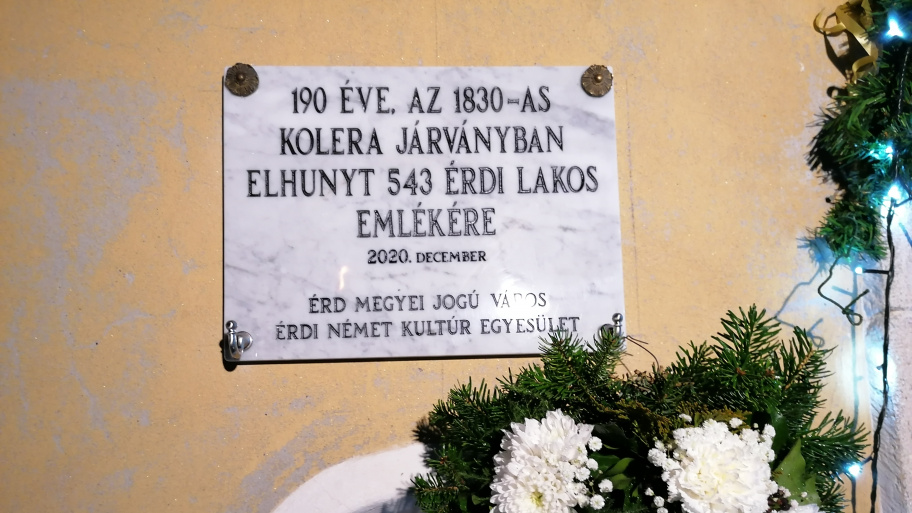 190 ÉVE, AZ 1830-AS
KOLERA JÁRVÁNYBAN
ELHUNYT 543 ÉRDI LAKOS
EMLÉKÉRE
2020. DECEMBER
ÉRD MEGYEI JOGÚ VÁROS
ÉRDI NÉMET KULTÚR EGYESÜLET